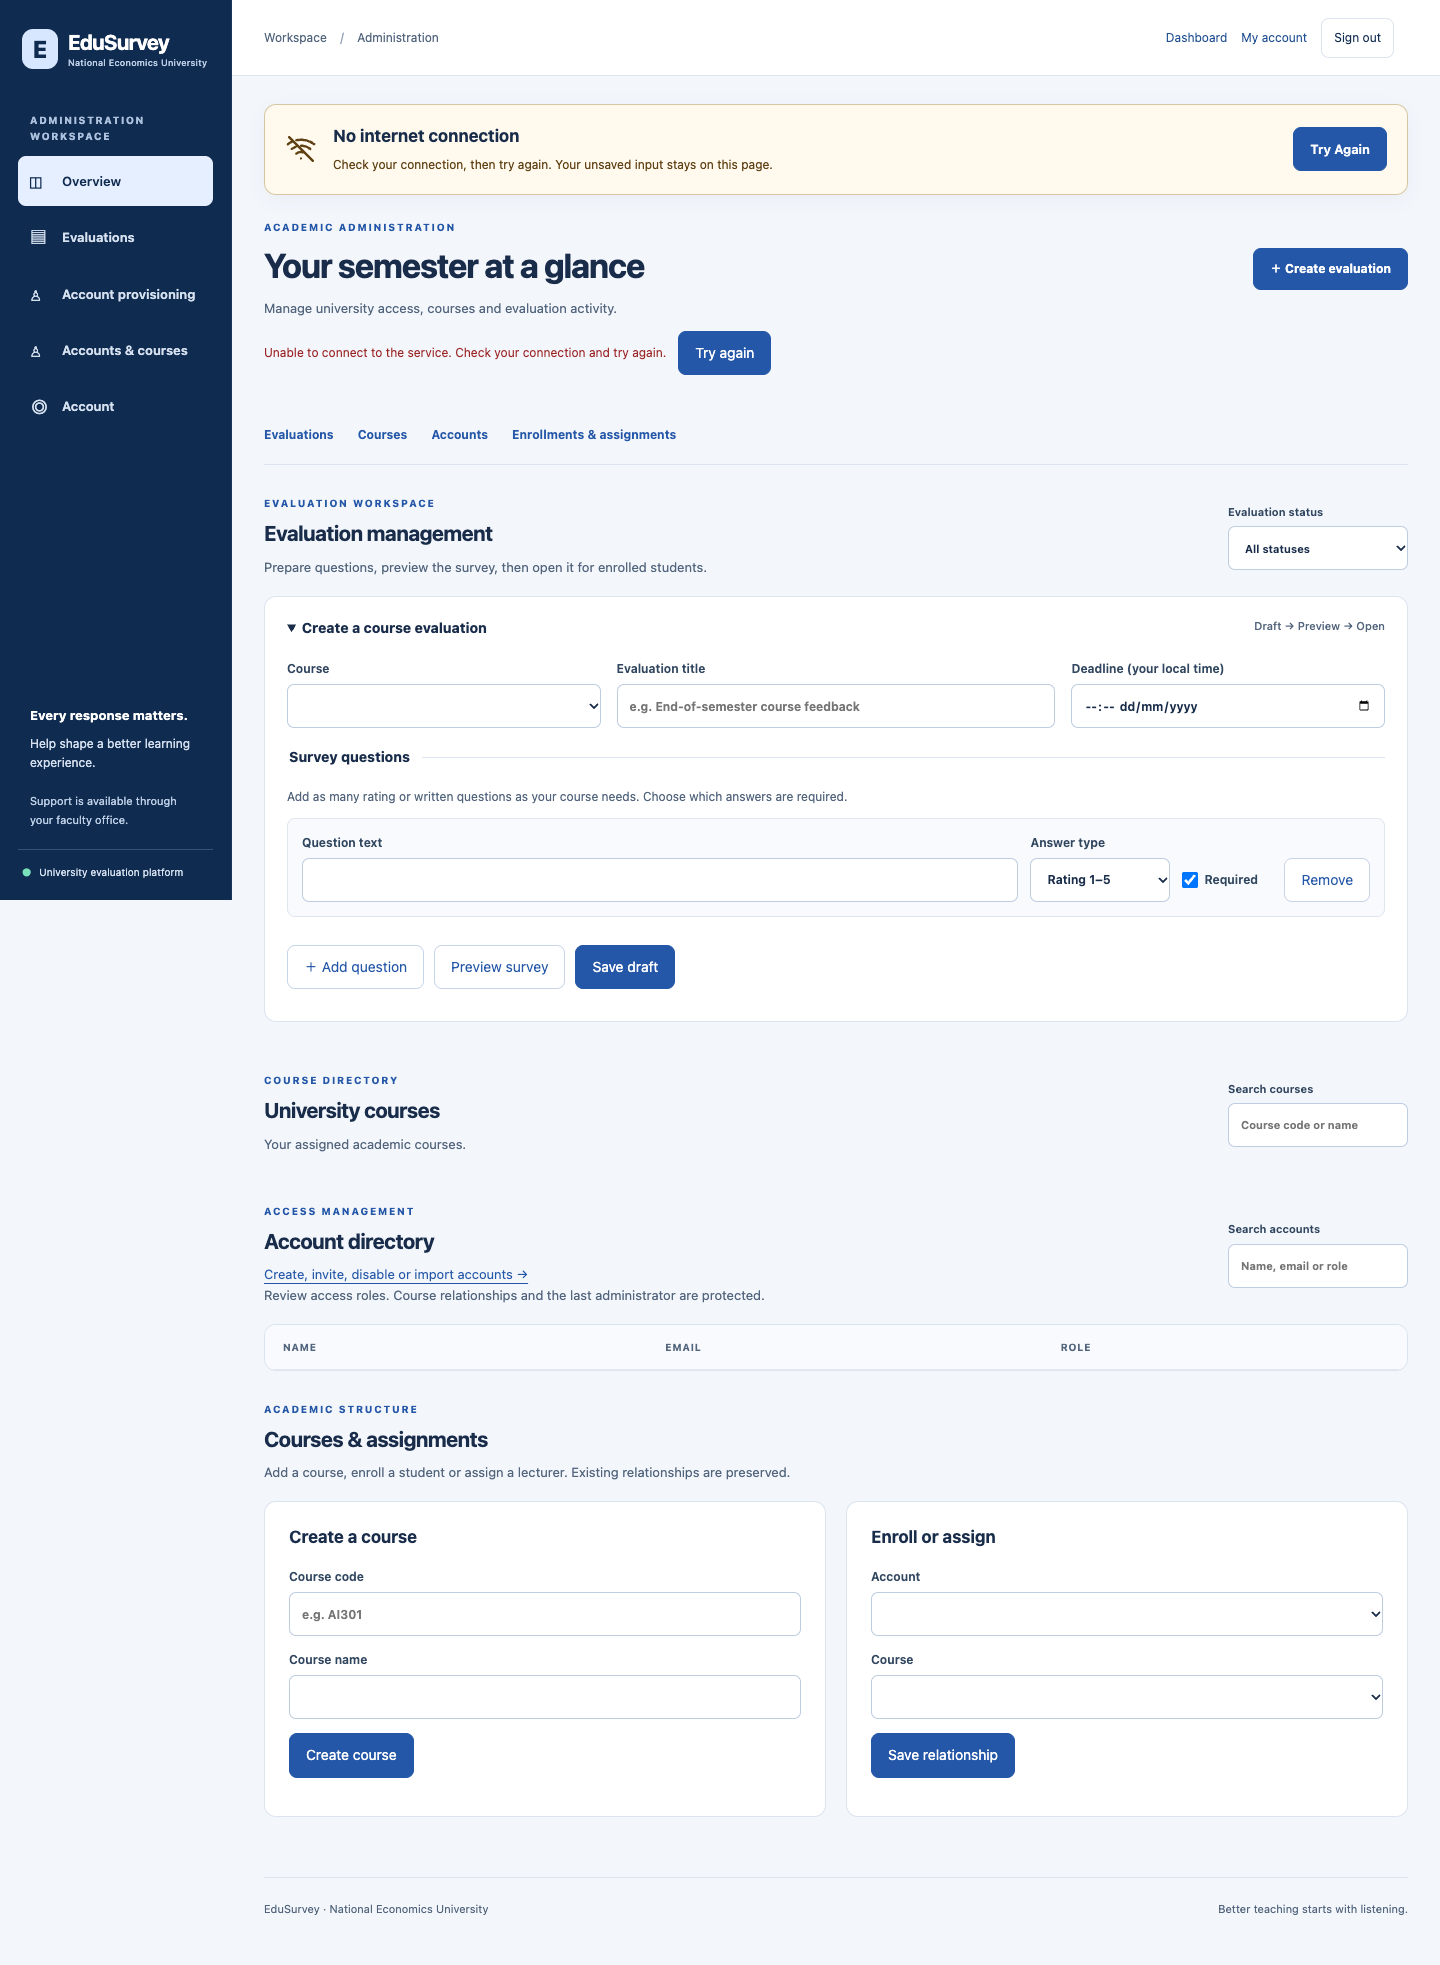 E
EduSurvey
National Economics University
ADMINISTRATION
WORKSPACE
Overview
Evaluations
Account provisioning
Accounts & courses
Account
Every response matters.
Help shape a better learning
experience.
Support is available through
your faculty office.
University evaluation platform
Workspace / Administration
Dashboard My account Sign out
No internet connection
Check your connection, then try again. Your unsaved input stays on this page.
Try Again
ACADEMIC ADMINISTRATION
Your semester at a glance
+ Create evaluation
Manage university access, courses and evaluation activity.
Unable to connect to the service. Check your connection and try again. Try again
Evaluations Courses Accounts Enrollments & assignments
EVALUATION WORKSPACE
Evaluation management
Prepare questions, preview the survey, then open it for enrolled students.
Evaluation status
All statuses
▼ Create a course evaluation
Draft → Preview → Open
Course Evaluation title Deadline (your local time)
e.g. End-of-semester course feedback --:-- dd/mm/yyyy
Survey questions
Add as many rating or written questions as your course needs. Choose which answers are required.
Question text Answer type
Rating 1–5 Required Remove
+ Add question Preview survey Save draft
COURSE DIRECTORY
University courses
Your assigned academic courses.
Search courses
Course code or name
ACCESS MANAGEMENT
Account directory
Create, invite, disable or import accounts →
Review access roles. Course relationships and the last administrator are protected.
Search accounts
Name, email or role
NAME EMAIL ROLE
ACADEMIC STRUCTURE
Courses & assignments
Add a course, enroll a student or assign a lecturer. Existing relationships are preserved.
Create a course
Course code
e.g. AI301
Course name
Create course
Enroll or assign
Account
Course
Save relationship
EduSurvey · National Economics University
Better teaching starts with listening.